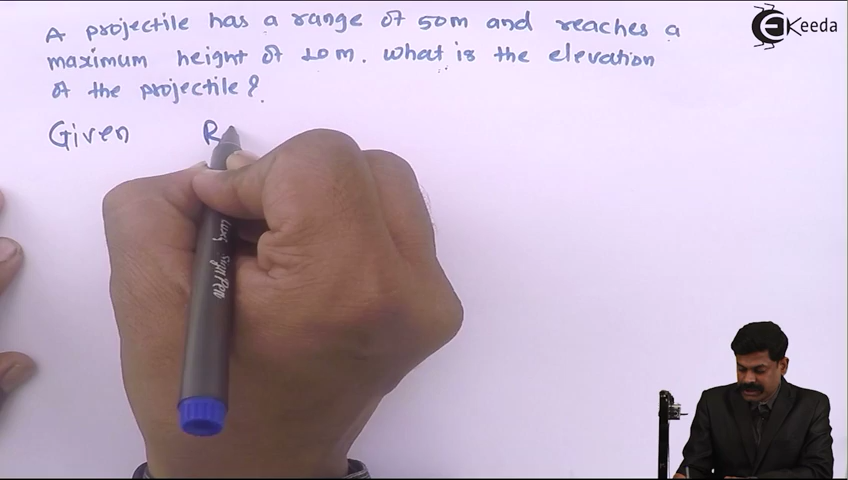 A projectile has a range of 50m and reaches a
maximum height of 10m. What is the elevation
of the projectile?
Given R
Ekeeda